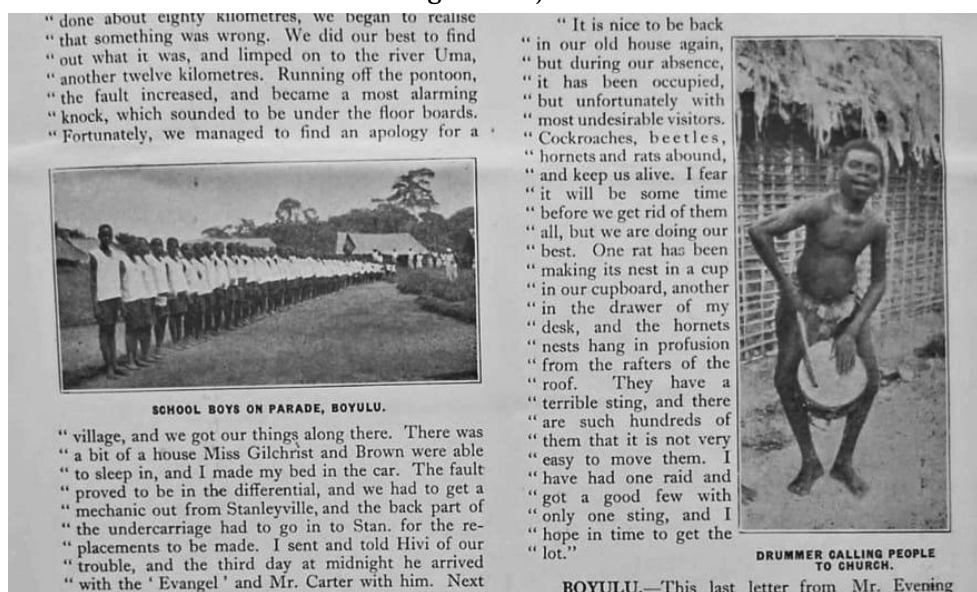 “ done about eighty kilometres, we began to realise
“ that something was wrong. We did our best to find
“ out what it was, and limped on to the river Uma,
“ another twelve kilometres. Running off the pontoon,
“ the fault increased, and became a most alarming
“ knock, which sounded to be under the floor boards.
“ Fortunately, we managed to find an apology for a
SCHOOL BOYS ON PARADE, BOYULU.
“ village, and we got our things along there. There was
“ a bit of a house Miss Gilchrist and Brown were able
“ to sleep in, and I made my bed in the car. The fault
“ proved to be in the differential, and we had to get a
“ mechanic out from Stanleyville, and the back part of
“ the undercarriage had to go in to Stan. for the re-
“ placements to be made. I sent and told Hivi of our
“ trouble, and the third day at midnight he arrived
“ with the ‘ Evangel ’ and Mr. Carter with him. Next
“ It is nice to be back
“ in our old house again,
“ but during our absence,
“ it has been occupied,
“ but unfortunately with
“ most undesirable visitors.
“ Cockroaches, beetles,
“ hornets and rats abound,
“ and keep us alive. I fear
“ it will be some time
“ before we get rid of them
“ all, but we are doing our
“ best. One rat has been
“ making its nest in a cup
“ in our cupboard, another
“ in the drawer of my
“ desk, and the hornets
“ nests hang in profusion
“ from the rafters of the
“ roof. They have a
“ terrible sting, and there
“ are such hundreds of
“ them that it is not very
“ easy to move them. I
“ have had one raid and
“ got a good few with
“ only one sting, and I
“ hope in time to get the
“ lot.”
DRUMMER CALLING PEOPLE
TO CHURCH.
BOYULU.—This last letter from Mr. Evening